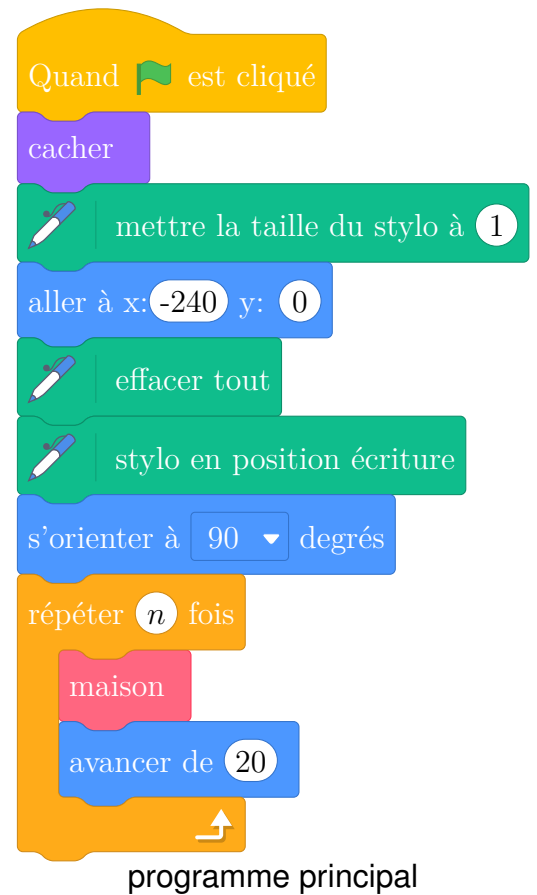 Quand est cliqué
cacher
mettre la taille du stylo à 1
aller à x: -240 y: 0
effacer tout
stylo en position écriture
s'orienter à 90 degrés
répéter n fois
maison
avancer de 20
programme principal